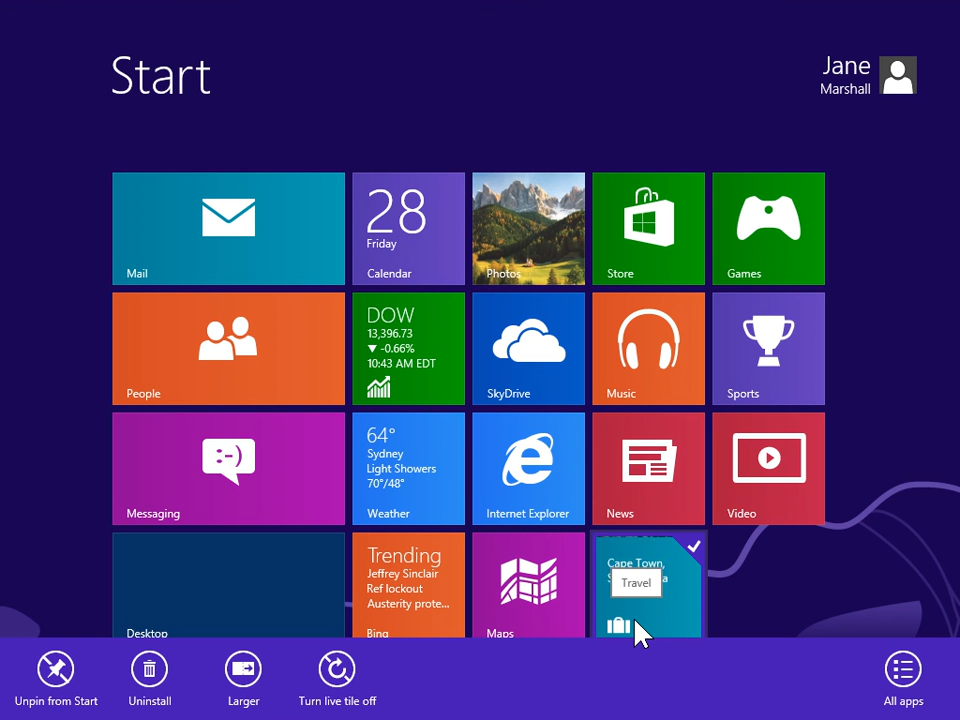 Start
Jane
Marshall
Mail
28
Friday
Calendar
Photos
Store
Games
People
DOW
13,396.73
▼ -0.66%
10:43 AM EDT
SkyDrive
Music
Sports
:-)
Messaging
64°
Sydney
Light Showers
70°/48°
Weather
Internet Explorer
News
Video
Desktop
Trending
Jeffrey Sinclair
Ref lockout
Austerity prote...
Bing
Maps
Cape Town,
Travel
Unpin from Start
Uninstall
Larger
Turn live tile off
All apps